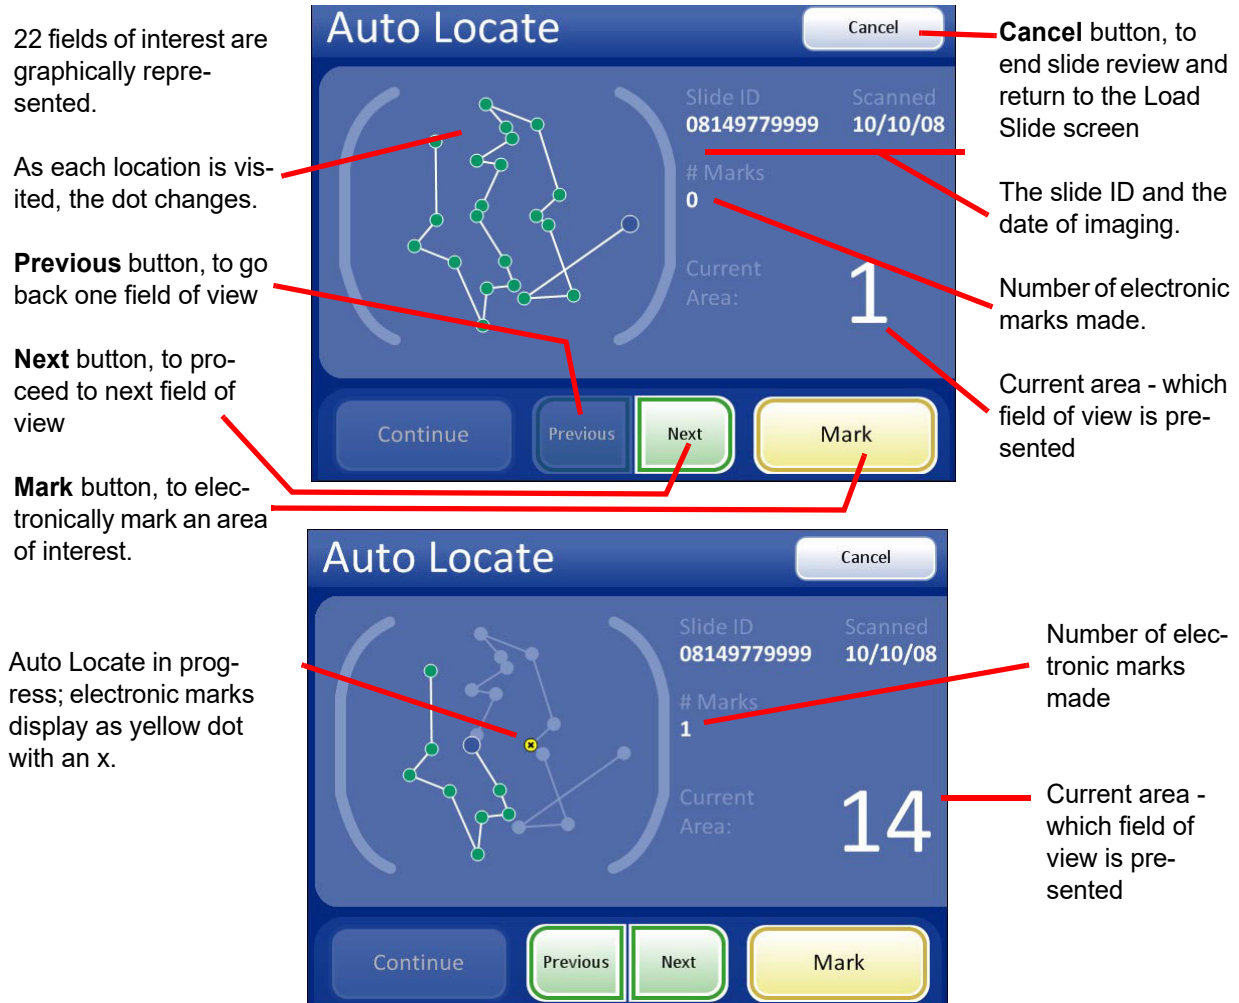 22 fields of interest are
graphically repre-
sented.
As each location is vis-
ited, the dot changes.
Previous button, to go
back one field of view
Next button, to pro-
ceed to next field of
view
Mark button, to elec-
tronically mark an area
of interest.
Auto Locate
Cancel
Slide ID
Scanned
08149779999
10/10/08
# Marks
0
Current
Area:
1
Continue
Previous
Next
Mark
Cancel button, to
end slide review and
return to the Load
Slide screen
The slide ID and the
date of imaging.
Number of electronic
marks made.
Current area - which
field of view is pre-
sented
Auto Locate in prog-
ress; electronic marks
display as yellow dot
with an x.
Auto Locate
Cancel
Slide ID
Scanned
08149779999
10/10/08
# Marks
1
Current
Area:
14
Continue
Previous
Next
Mark
Number of elec-
tronic marks
made
Current area -
which field of
view is pre-
sented